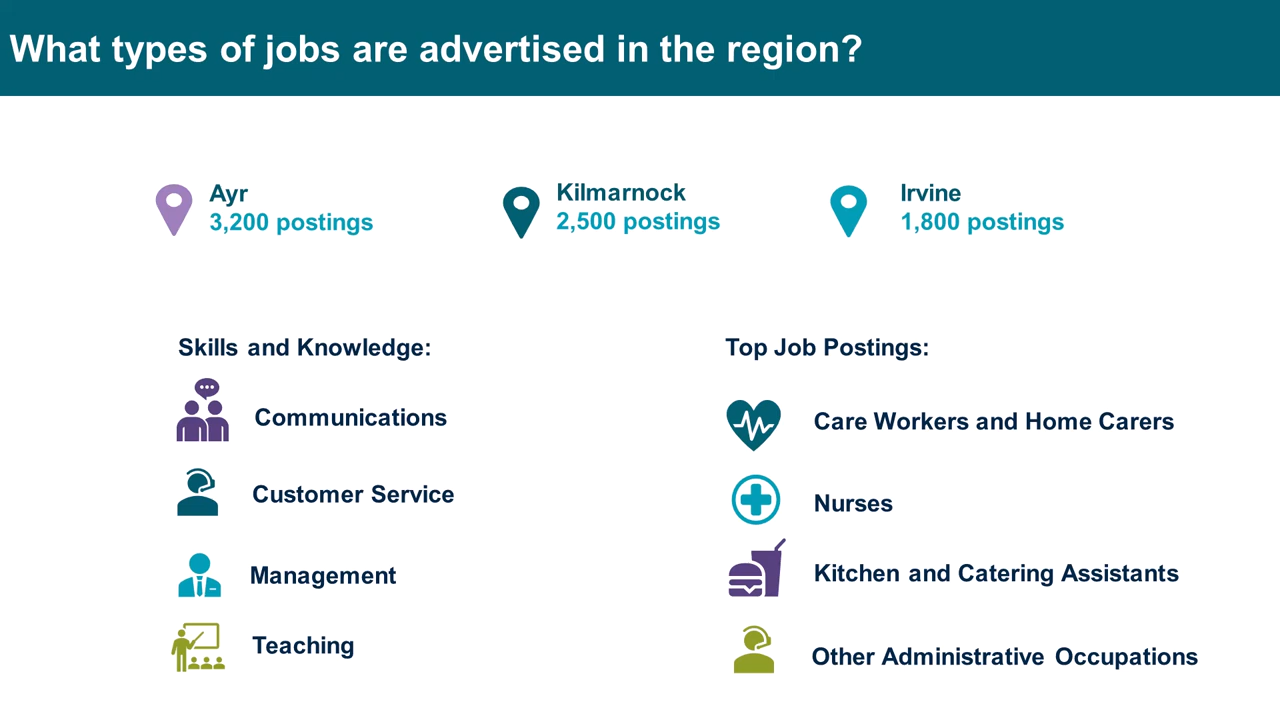 What types of jobs are advertised in the region?
Ayr
3,200 postings
Kilmarnock
2,500 postings
Irvine
1,800 postings
Skills and Knowledge:
Communications
Customer Service
Management
Teaching
Top Job Postings:
Care Workers and Home Carers
Nurses
Kitchen and Catering Assistants
Other Administrative Occupations